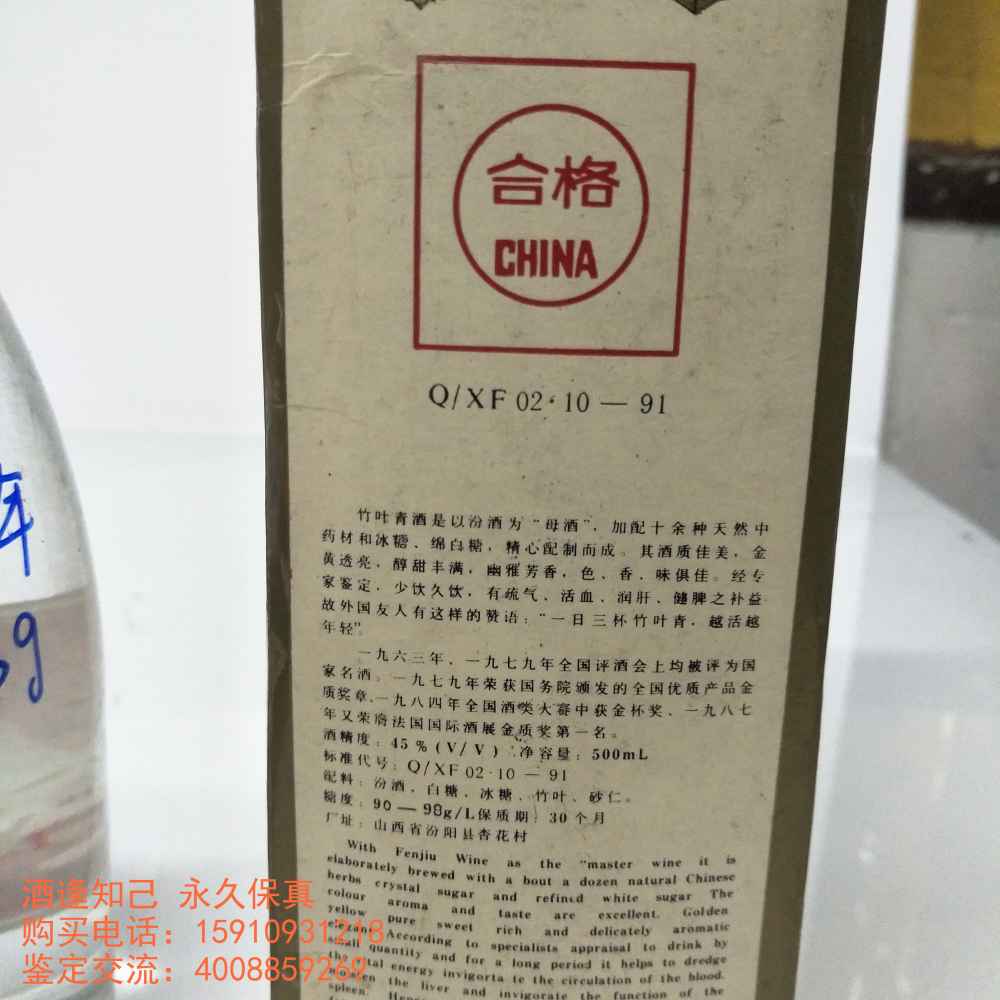 合格
CHINA
Q/XF 02·10 — 91
竹叶青酒是以汾酒为“母酒”，加配十余种天然中
药材和冰糖、绵白糖，精心配制而成。其酒质佳美，金
黄透亮，醇甜丰满，幽雅芳香，色、香、味俱佳。经专
家鉴定，少饮久饮，有疏气、活血、润肝、健脾之补益
故外国友人有这样的赞语：“一日三杯竹叶青，越活越
年轻”。
一九六三年、一九七九年全国评酒会上均被评为国
家名酒。一九七九年荣获国务院颁发的全国优质产品金
质奖章、一九八四年全国酒类大赛中获金杯奖、一九八七
年又荣膺法国国际酒展金质奖第一名。
酒精度：45％(V/V) 净容量：500mL
标准代号：Q/XF 02·10 — 91
配料：汾酒，白糖，冰糖、竹叶、砂仁。
糖度：90 — 98g/L保质期：30个月
厂址：山西省汾阳县杏花村
With Fenjiu Wine as the "master wine it is
elaborately brewed with a bout a dozen natural Chinese
herbs crystal sugar and refined white sugar The
colour aroma and taste are excellent. Golden
yellow pure sweet rich and delicately aromatic
According to specialists appraisal to drink by
small quantity and for a long period it helps to dredge
energy invigorta te the circulation of the blood.
the liver and invigorate the function of the
spleen.
年
9
酒逢知己 永久保真
购买电话：15910931218
鉴定交流：4008859269